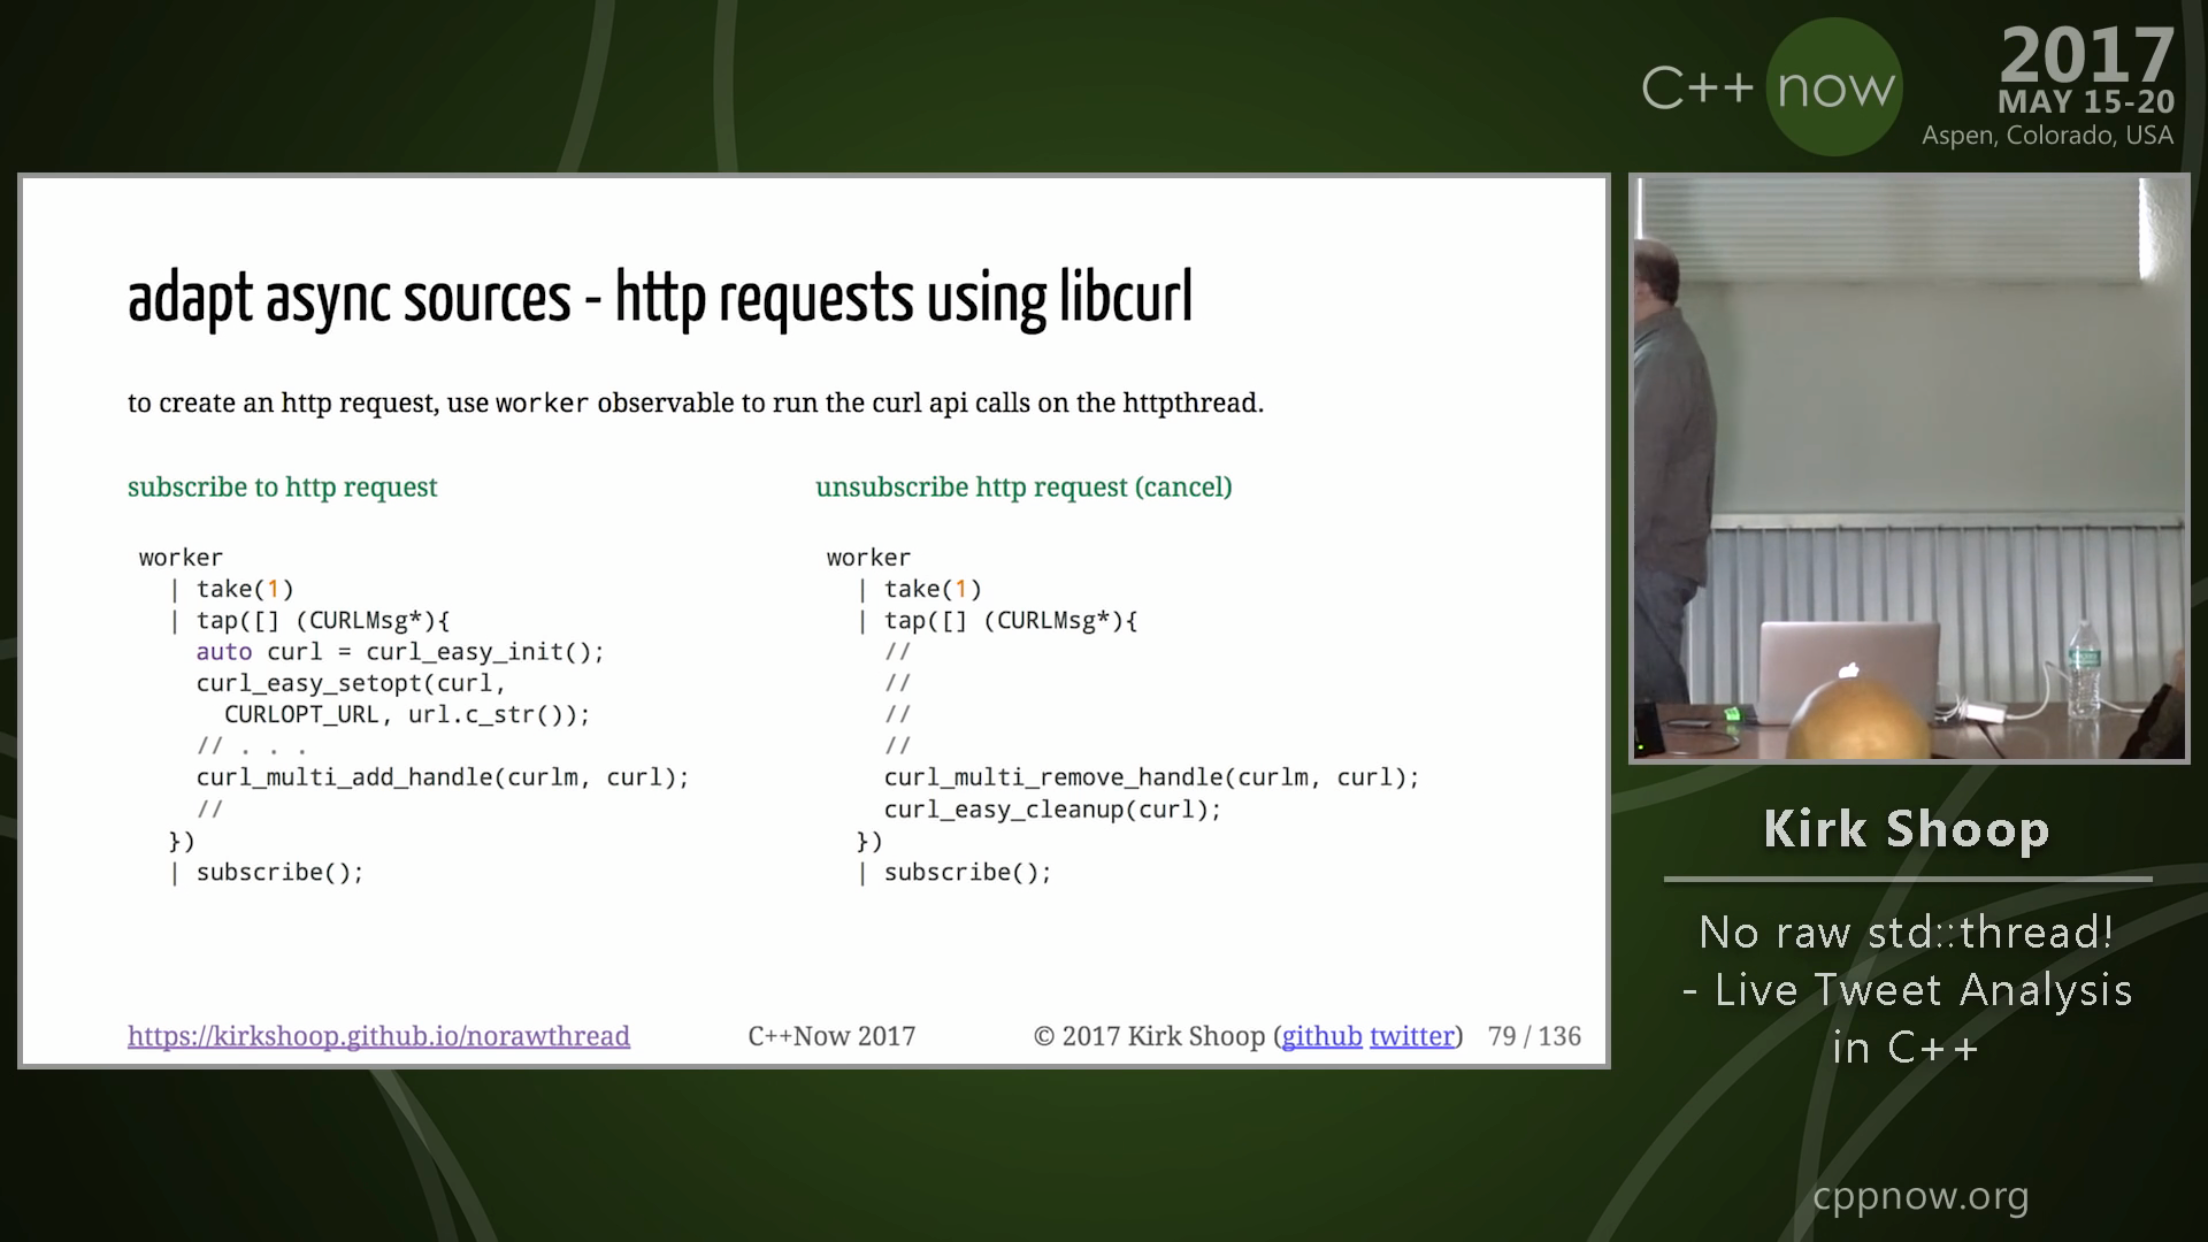 C++ now
2017
MAY 15-20
Aspen, Colorado, USA
adapt async sources - http requests using libcurl
to create an http request, use worker observable to run the curl api calls on the httpthread.
subscribe to http request
worker
| take(1)
| tap([] (CURLMsg*){
auto curl = curl_easy_init();
curl_easy_setopt(curl,
CURLOPT_URL, url.c_str());
// . . .
curl_multi_add_handle(curlm, curl);
//
})
| subscribe();
unsubscribe http request (cancel)
worker
| take(1)
| tap([] (CURLMsg*){
//
//
//
//
curl_multi_remove_handle(curlm, curl);
curl_easy_cleanup(curl);
})
| subscribe();
https://kirkshoop.github.io/norawthread C++Now 2017 © 2017 Kirk Shoop (github twitter) 79 / 136
Kirk Shoop
No raw std::thread!
- Live Tweet Analysis
in C++
cppnow.org